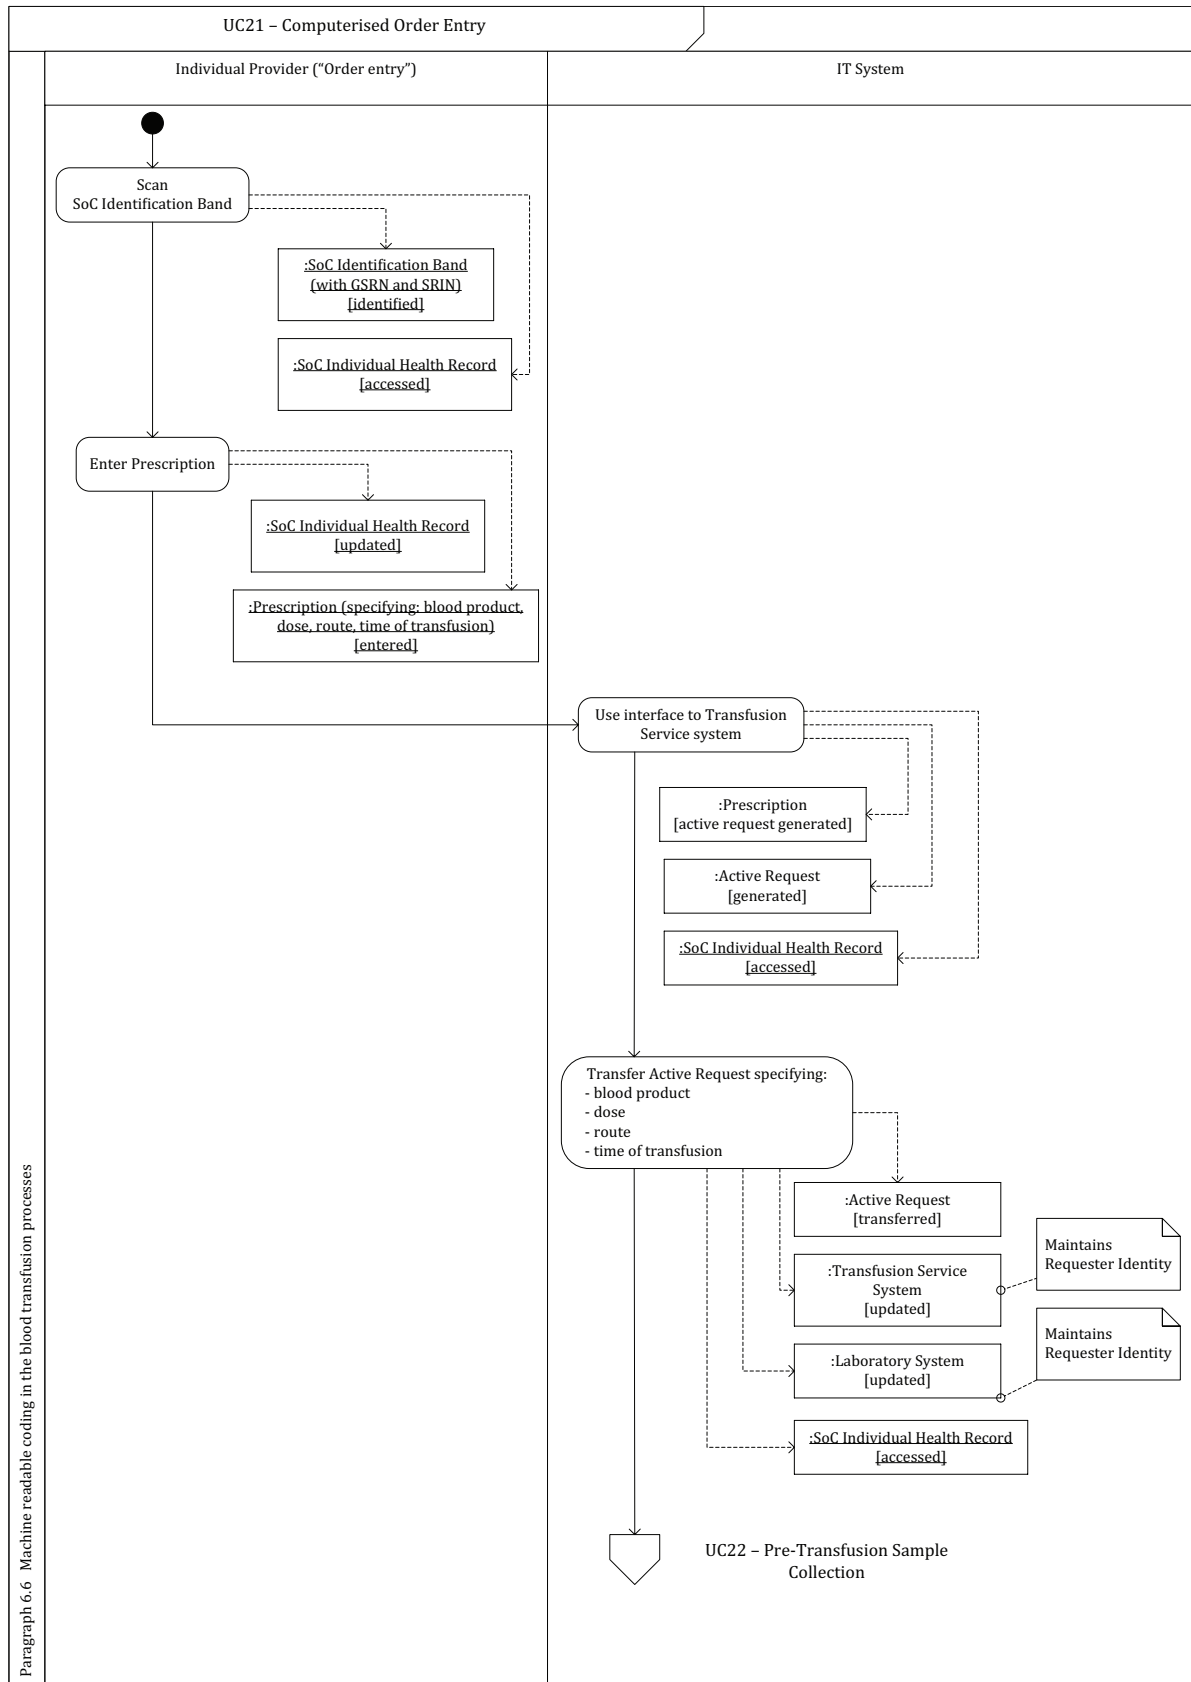 UC21 – Computerised Order Entry
Individual Provider (“Order entry”)
IT System
Scan
SoC Identification Band
:SoC Identification Band
(with GSRN and SRIN)
[identified]
:SoC Individual Health Record
[accessed]
Enter Prescription
:SoC Individual Health Record
[updated]
:Prescription (specifying: blood product,
dose, route, time of transfusion)
[entered]
Use interface to Transfusion
Service system
:Prescription
[active request generated]
:Active Request
[generated]
:SoC Individual Health Record
[accessed]
Transfer Active Request specifying:
- blood product
- dose
- route
- time of transfusion
:Active Request
[transferred]
:Transfusion Service
System
[updated]
Maintains
Requester Identity
:Laboratory System
[updated]
Maintains
Requester Identity
:SoC Individual Health Record
[accessed]
UC22 – Pre-Transfusion Sample
Collection
Paragraph 6.6 Machine readable coding in the blood transfusion processes